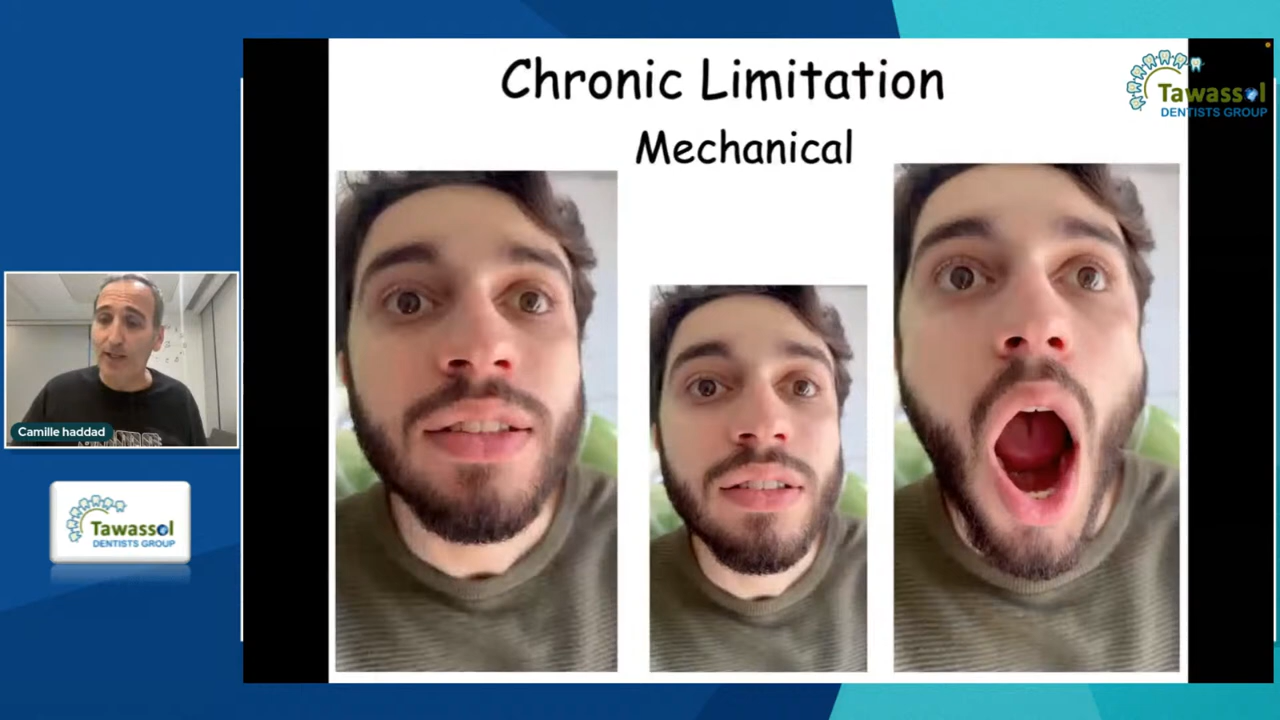 Chronic Limitation
Mechanical
Tawassol
DENTISTS GROUP
Camille haddad
Tawassol
DENTISTS GROUP